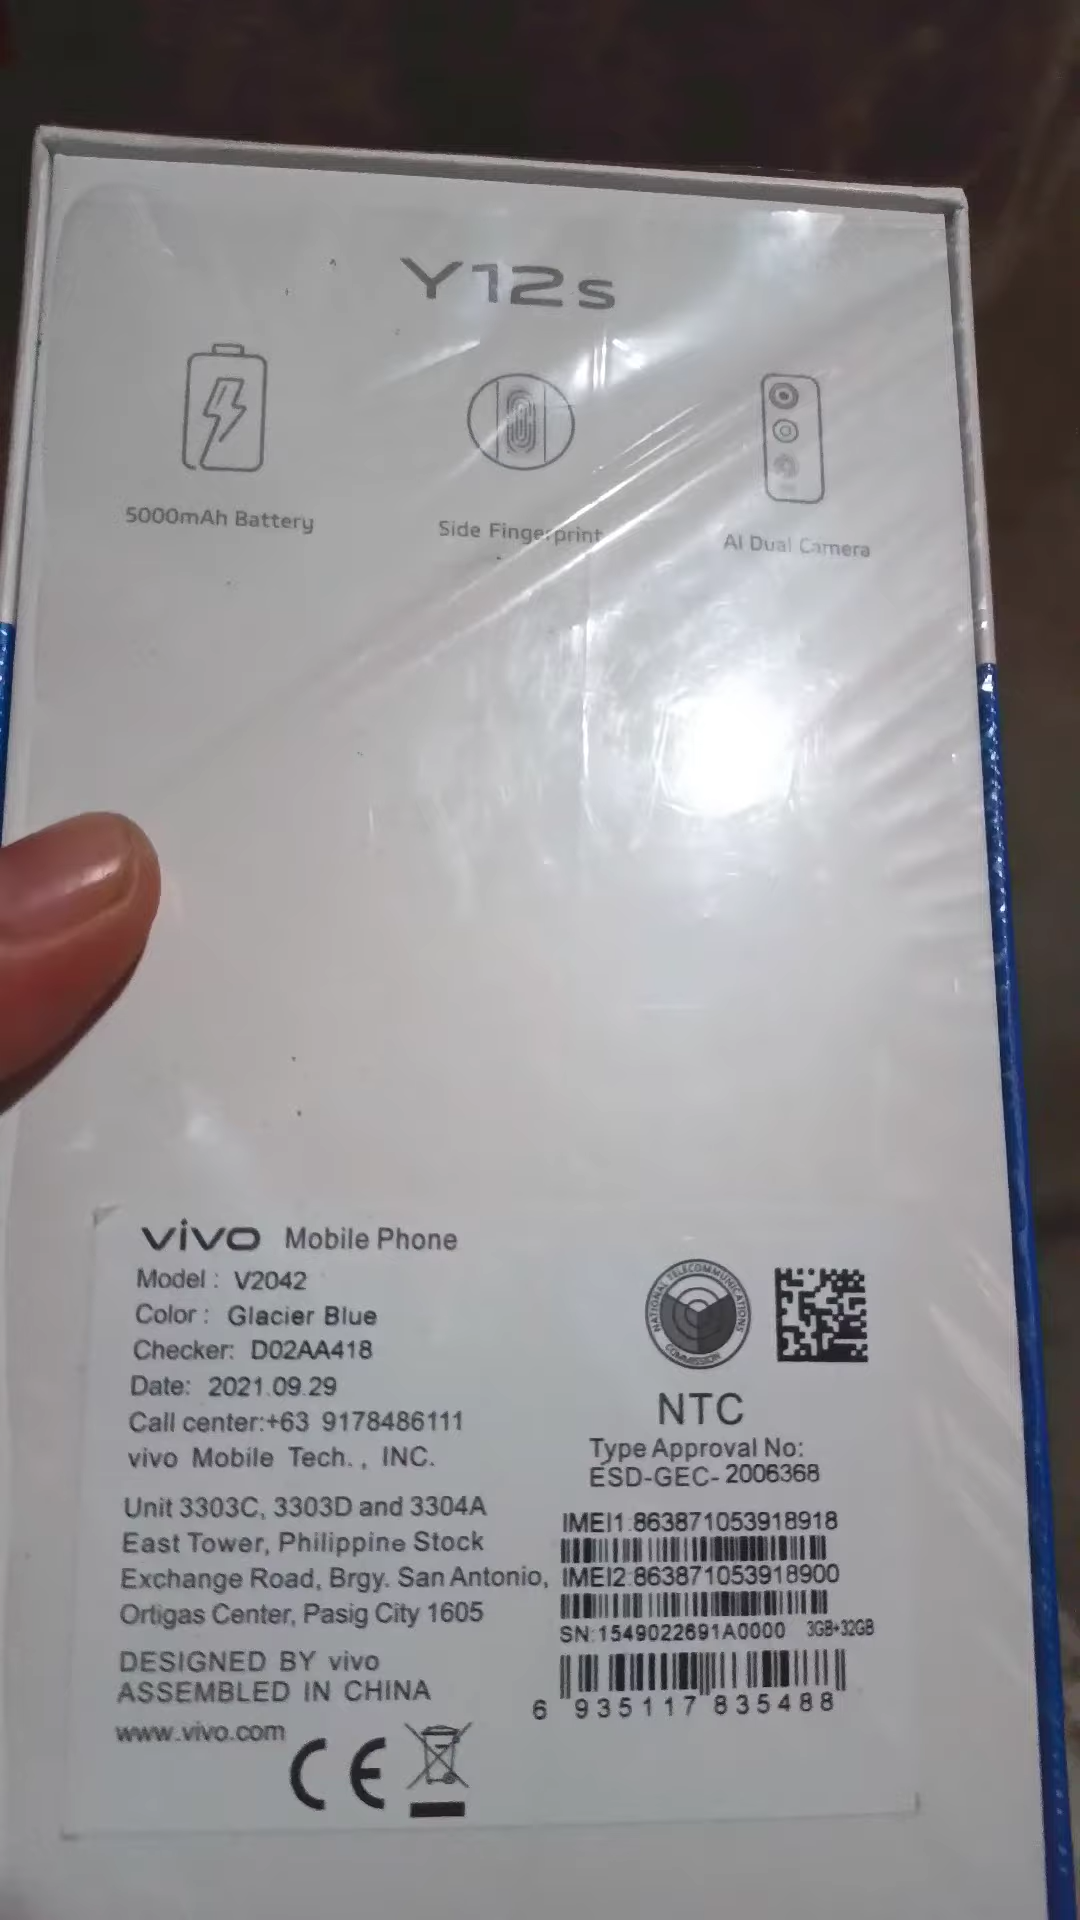 Y12s
5000mAh Battery
Side Fingerprint
AI Dual Camera
vivo Mobile Phone
Model : V2042
Color : Glacier Blue
Checker: D02AA418
Date: 2021.09.29
Call center:+63 9178486111
vivo Mobile Tech., INC.
Unit 3303C, 3303D and 3304A
East Tower, Philippine Stock
Exchange Road, Brgy. San Antonio,
Ortigas Center, Pasig City 1605
DESIGNED BY vivo
ASSEMBLED IN CHINA
www.vivo.com
CE
NATIONAL TELECOMMUNICATIONS
COMMISSION
NTC
Type Approval No:
ESD-GEC- 2006368
IMEI1:863871053918918
IMEI2:863871053918900
SN:1549022691A0000 3GB+32GB
6 935117 835488